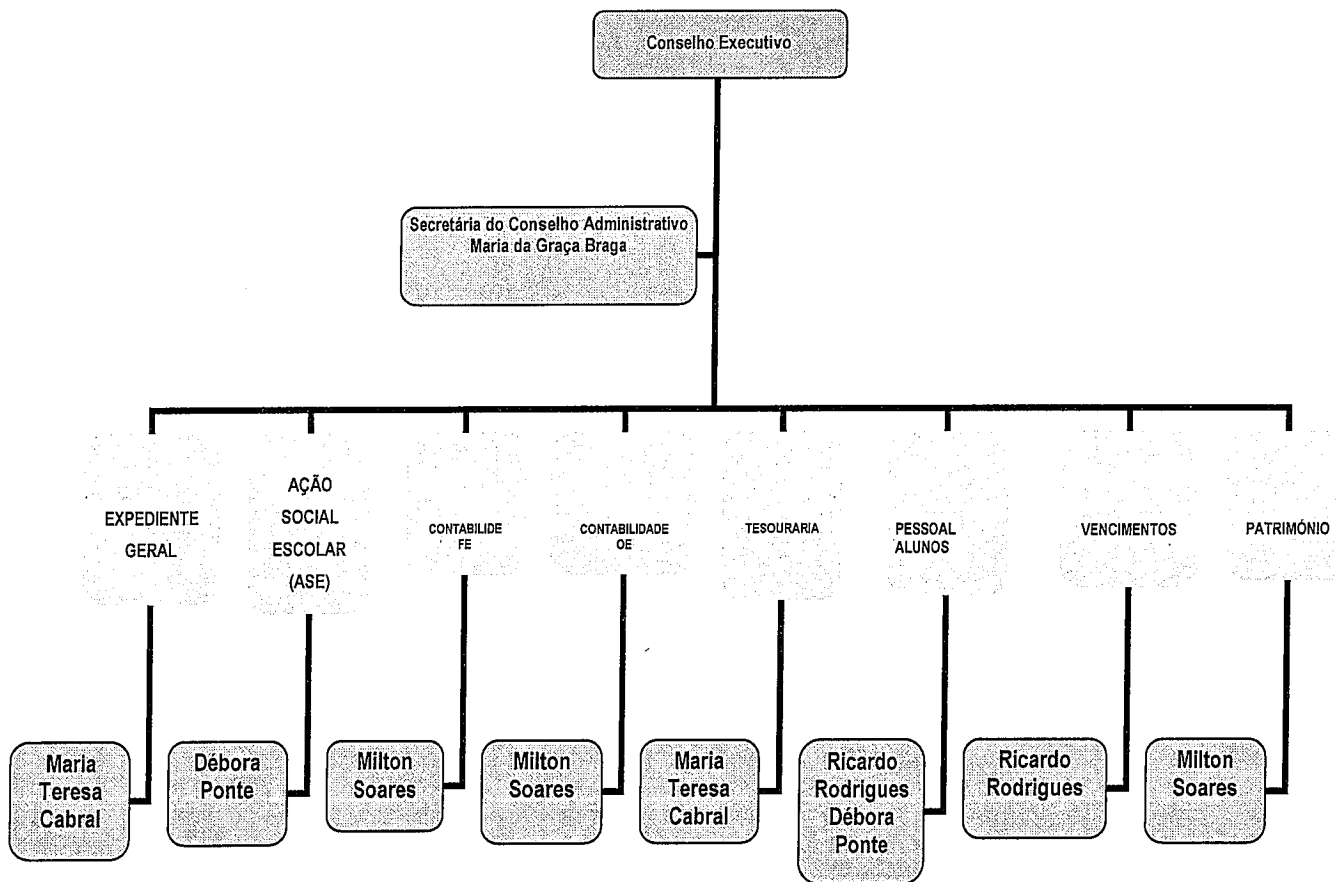 Conselho Executivo
Secretária do Conselho Administrativo
Maria da Graça Braga
EXPEDIENTE
GERAL
AÇÃO
SOCIAL
ESCOLAR
(ASE)
CONTABILIDE
FE
CONTABILIDADE
OE
TESOURARIA
PESSOAL
ALUNOS
VENCIMENTOS
PATRIMÓNIO
Maria
Teresa
Cabral
Débora
Ponte
Milton
Soares
Milton
Soares
Maria
Teresa
Cabral
Ricardo
Rodrigues
Débora
Ponte
Ricardo
Rodrigues
Milton
Soares